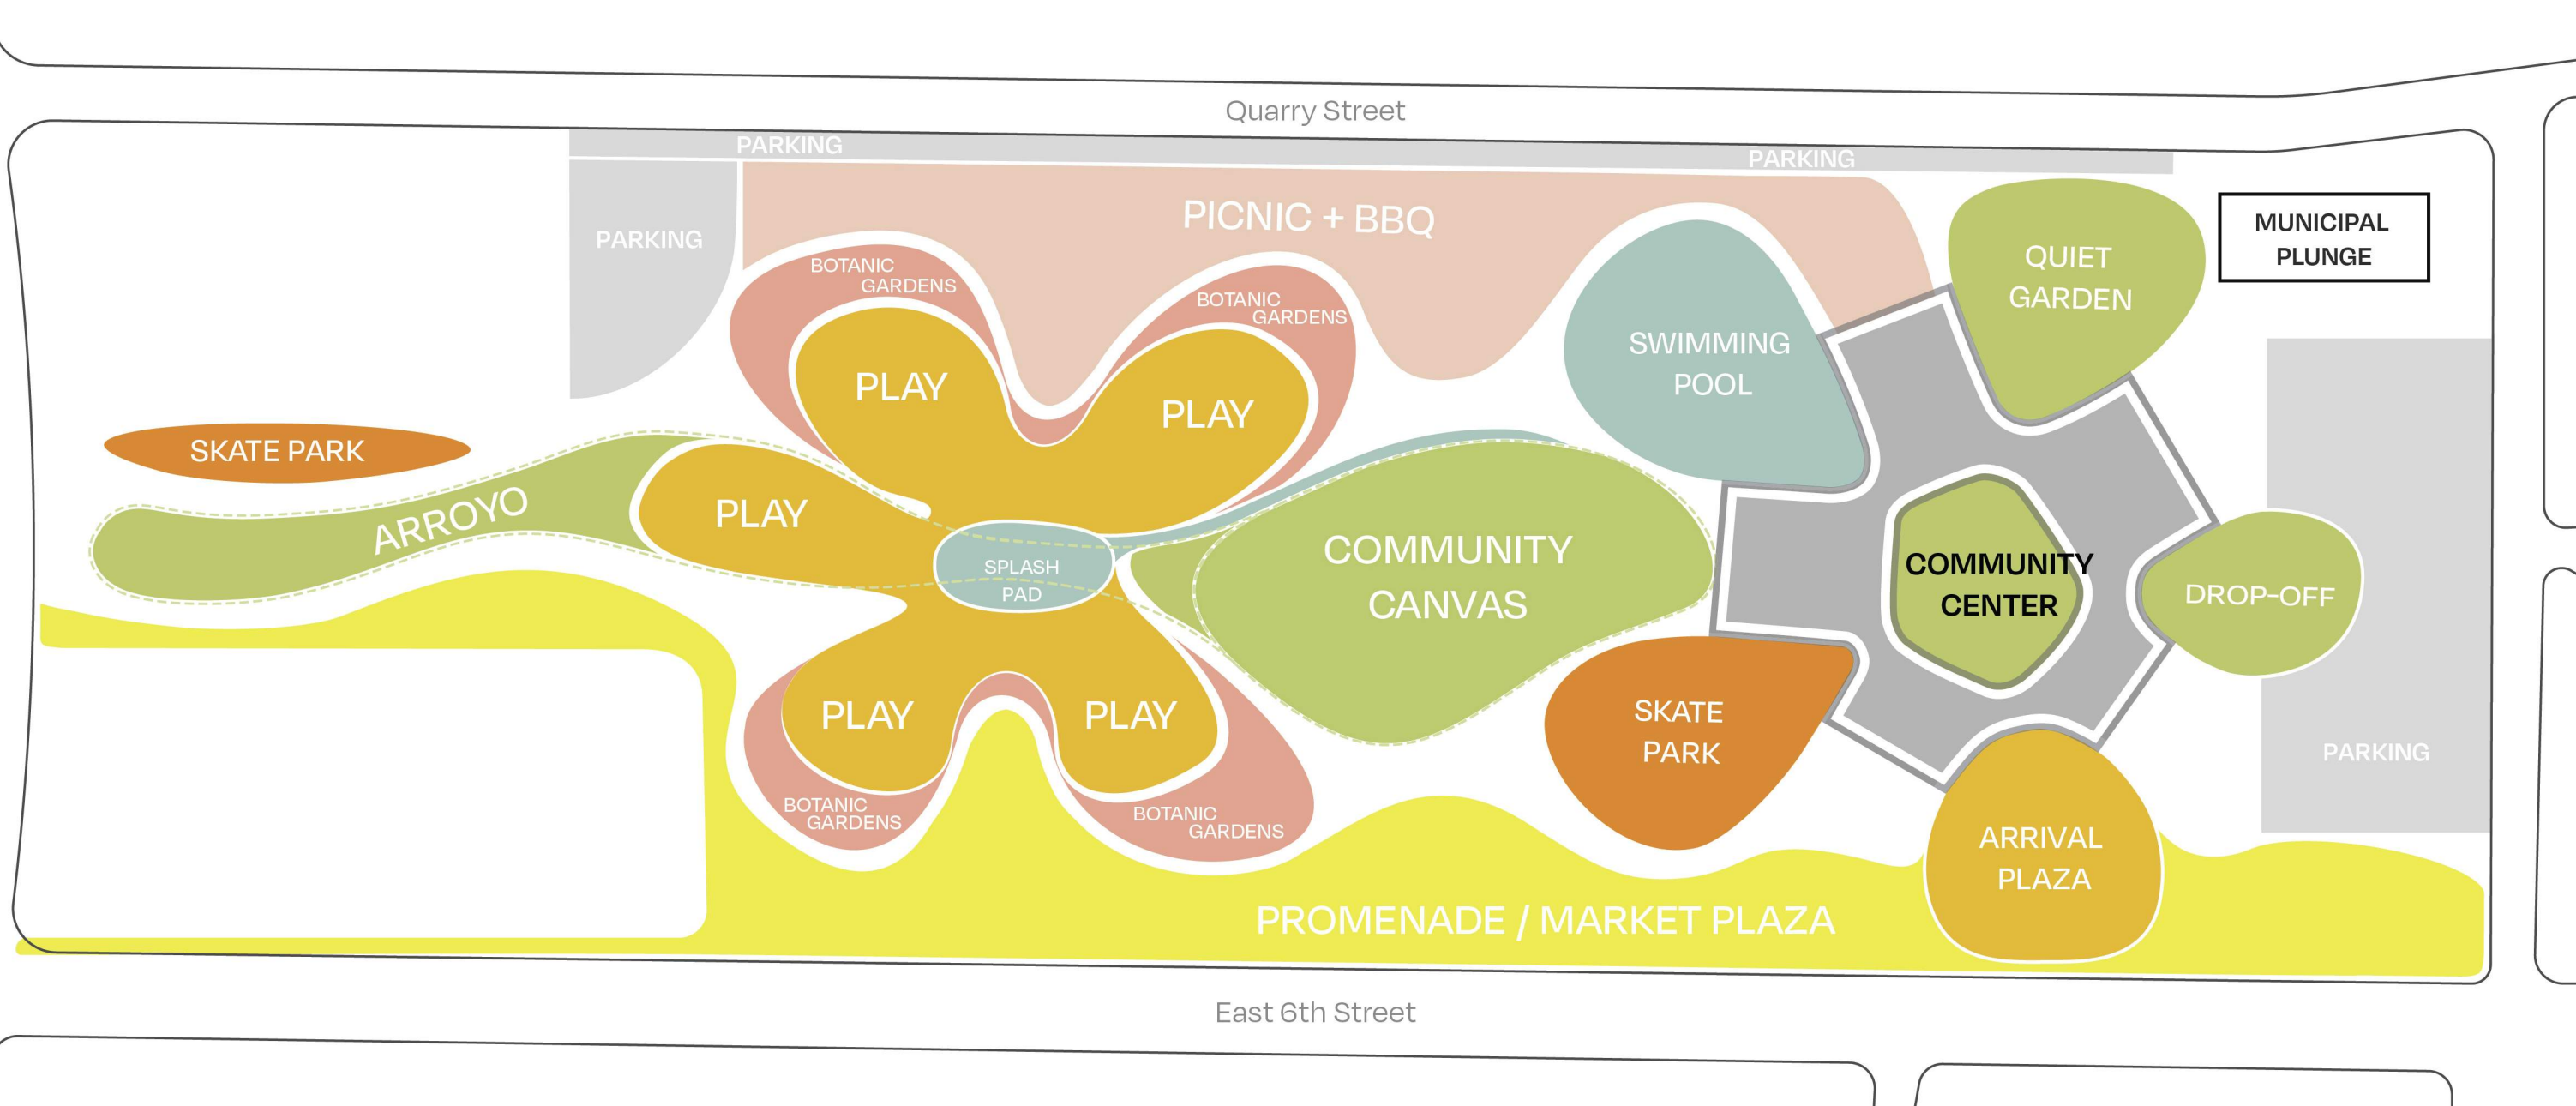 Quarry Street
PARKING
PARKING
PARKING
PICNIC + BBQ
BOTANIC
GARDENS
BOTANIC
GARDENS
QUIET
GARDEN
MUNICIPAL
PLUNGE
SWIMMING
POOL
PLAY
PLAY
SKATE PARK
ARROYO
PLAY
SPLASH
PAD
COMMUNITY
CANVAS
COMMUNITY
CENTER
DROP-OFF
PLAY
PLAY
SKATE
PARK
PARKING
BOTANIC
GARDENS
BOTANIC
GARDENS
ARRIVAL
PLAZA
PROMENADE / MARKET PLAZA
East 6th Street